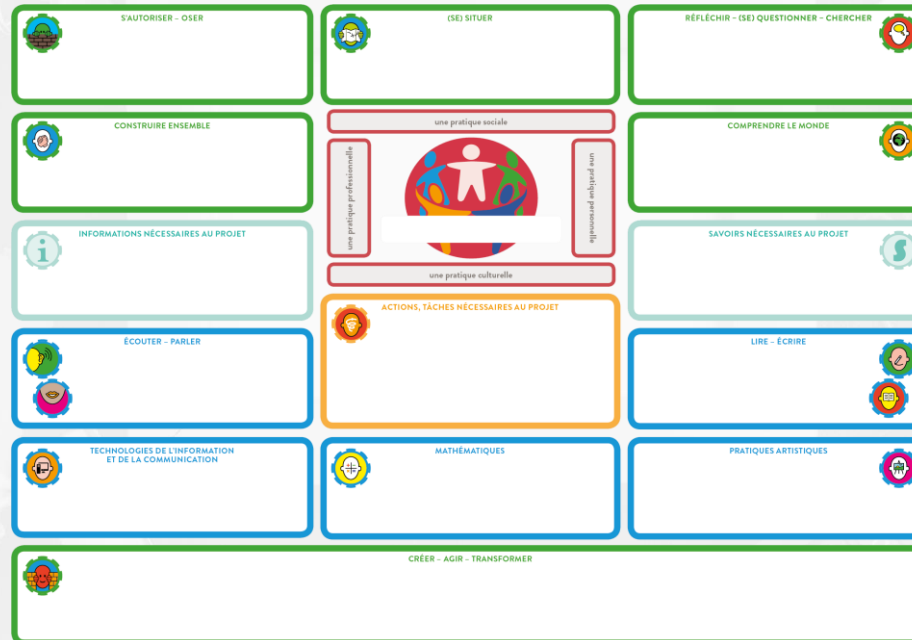 S'AUTORISER – OSER
(SE) SITUER
RÉFLÉCHIR – (SE) QUESTIONNER – CHERCHER
CONSTRUIRE ENSEMBLE
une pratique sociale
COMPRENDRE LE MONDE
une pratique professionnelle
une pratique personnelle
INFORMATIONS NÉCESSAIRES AU PROJET
i
SAVOIRS NÉCESSAIRES AU PROJET
S
une pratique culturelle
ACTIONS, TÂCHES NÉCESSAIRES AU PROJET
ÉCOUTER – PARLER
LIRE – ÉCRIRE
TECHNOLOGIES DE L'INFORMATION
ET DE LA COMMUNICATION
MATHÉMATIQUES
PRATIQUES ARTISTIQUES
CRÉER – AGIR – TRANSFORMER